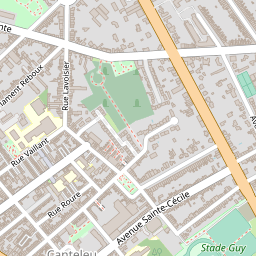 nte
lament Reboux
Rue Lavoisier
Rue Vaillant
Rue Roure
Avenue Sainte-Cécile
Canteleu
Stade Guy